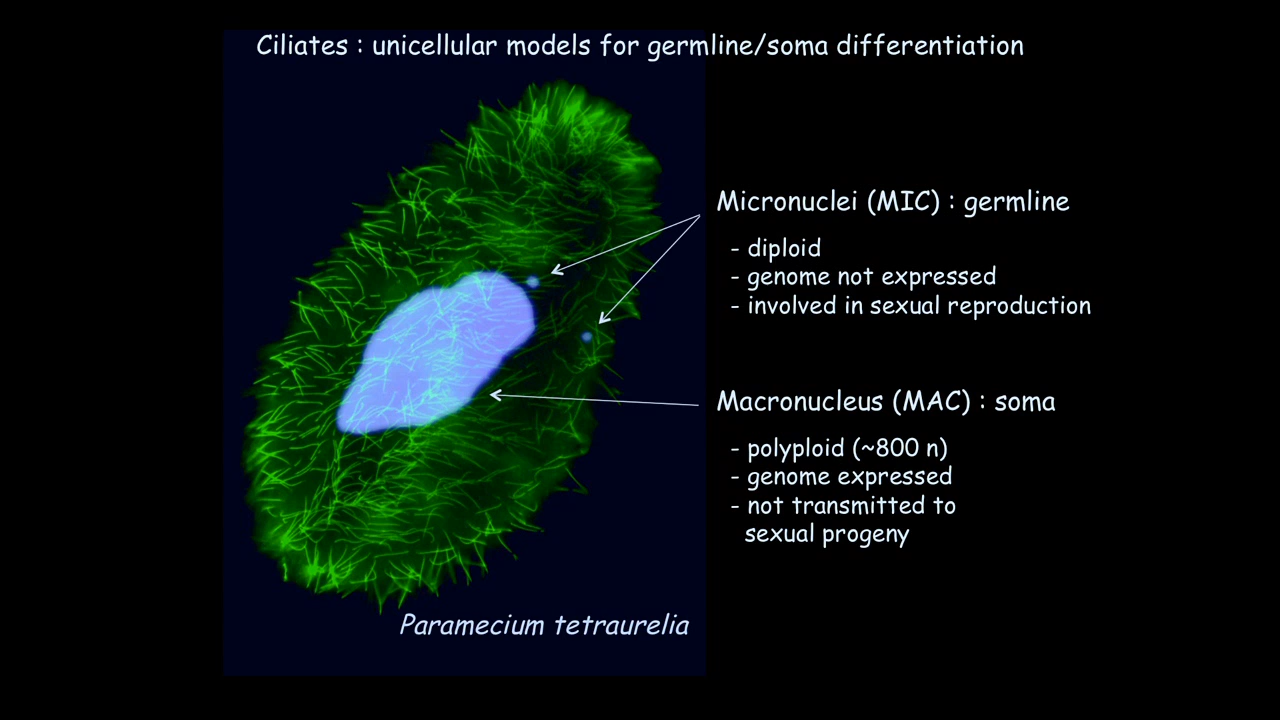 Ciliates : unicellular models for germline/soma differentiation
Micronuclei (MIC) : germline
- diploid
- genome not expressed
- involved in sexual reproduction
Macronucleus (MAC) : soma
- polyploid (~800 n)
- genome expressed
- not transmitted to
sexual progeny
Paramecium tetraurelia